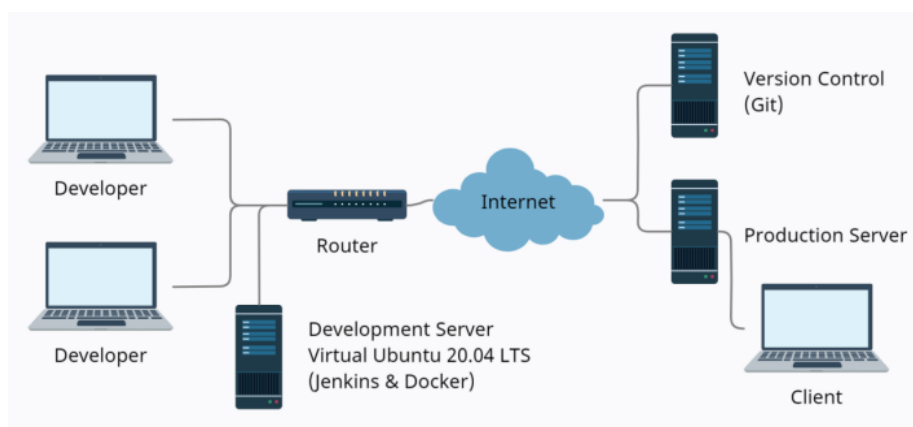 Developer
Developer
Router
Development Server
Virtual Ubuntu 20.04 LTS
(Jenkins & Docker)
Internet
Version Control
(Git)
Production Server
Client